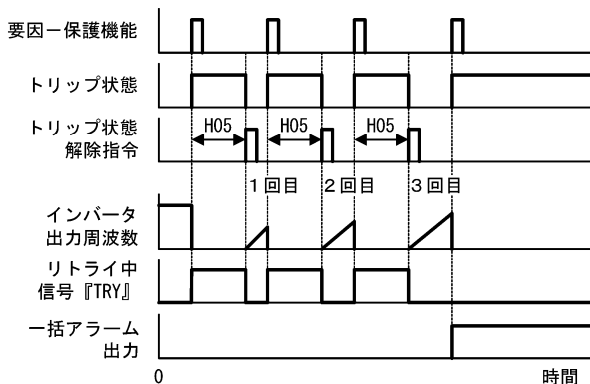 要因－保護機能
トリップ状態
トリップ状態
解除指令
H05
H05
H05
1回目
2回目
3回目
インバータ
出力周波数
リトライ中
信号『TRY』
一括アラーム
出力
0
時間